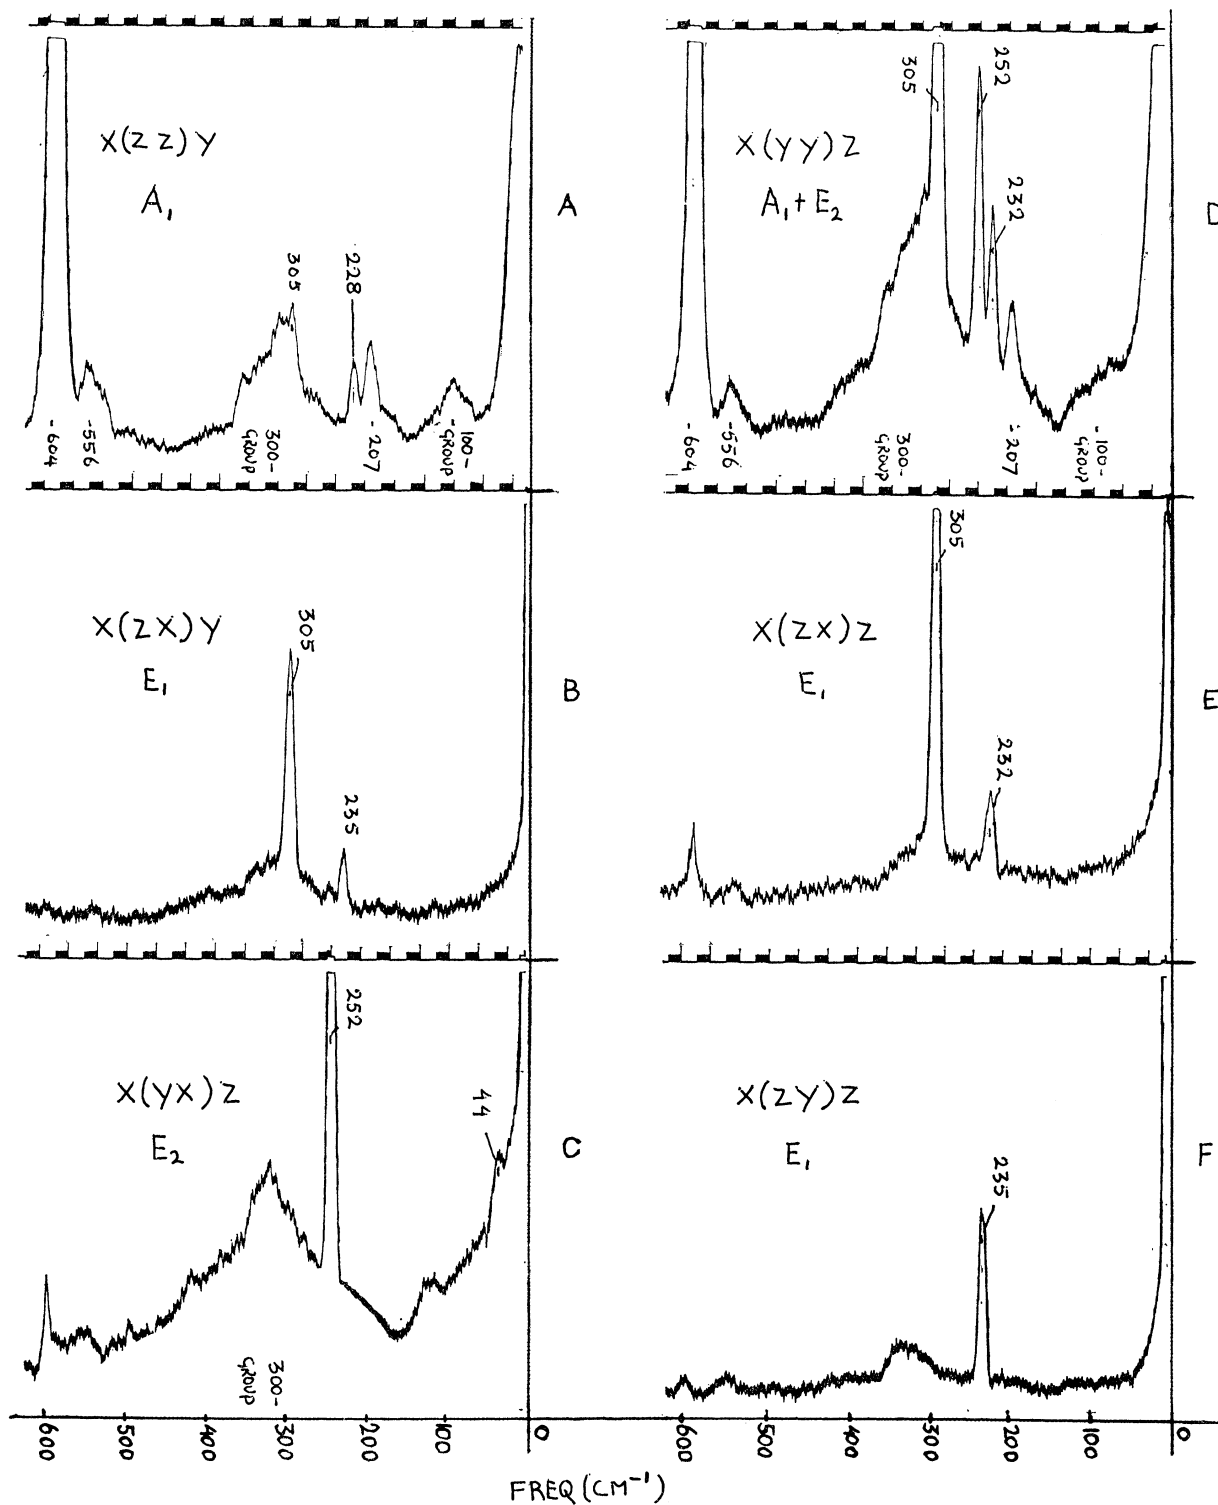 X(ZZ)Y
A₁
A
305
228
-604
-556
300-
GROUP
-207
100-
-GROUP
X(YY)Z
A₁+E₂
D
305
252
232
-604
-556
300-
GROUP
-207
-100-
GROUP
X(ZX)Y
E₁
B
305
235
X(ZX)Z
E₁
E
305
232
X(YX)Z
E₂
C
252
44
300-
GROUP
X(ZY)Z
E₁
F
235
600 500 400 300 200 100 0
600 500 400 300 200 100 0
FREQ (CM⁻¹)